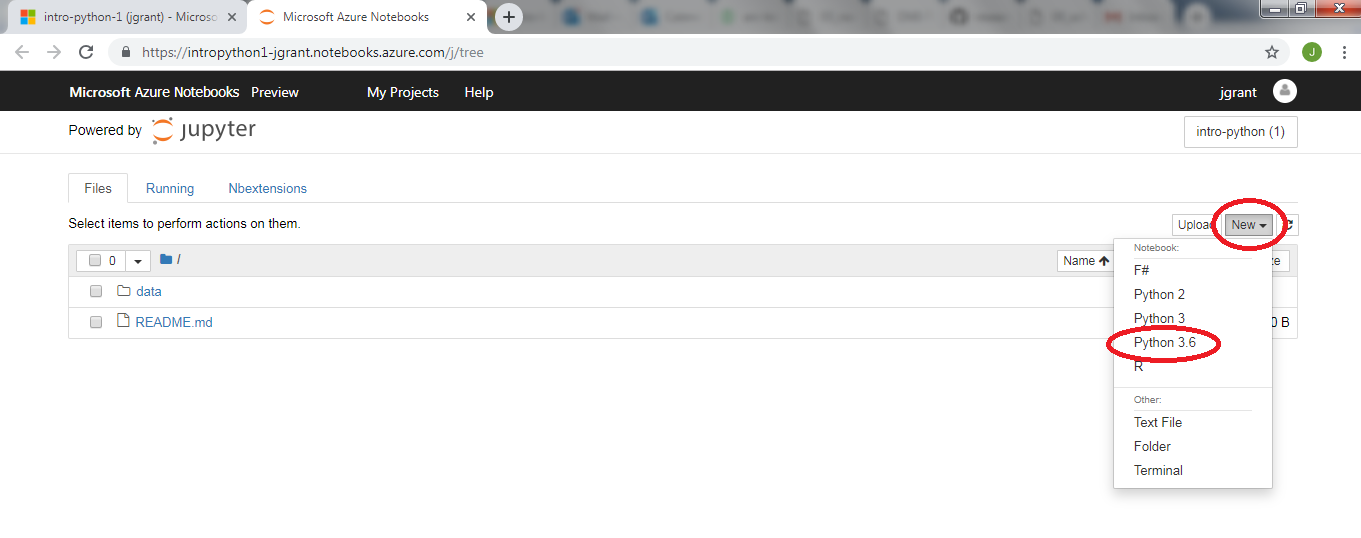 intro-python-1 (jgrant) - Microso
Microsoft Azure Notebooks
https://intropython1-jgrant.notebooks.azure.com/j/tree
J
Microsoft Azure Notebooks Preview My Projects Help jgrant
Powered by jupyter intro-python (1)
Files Running Nbextensions
Select items to perform actions on them. Upload New
0 / Name ze
data
README.md 0 B
Notebook:
F#
Python 2
Python 3
Python 3.6
R
Other:
Text File
Folder
Terminal